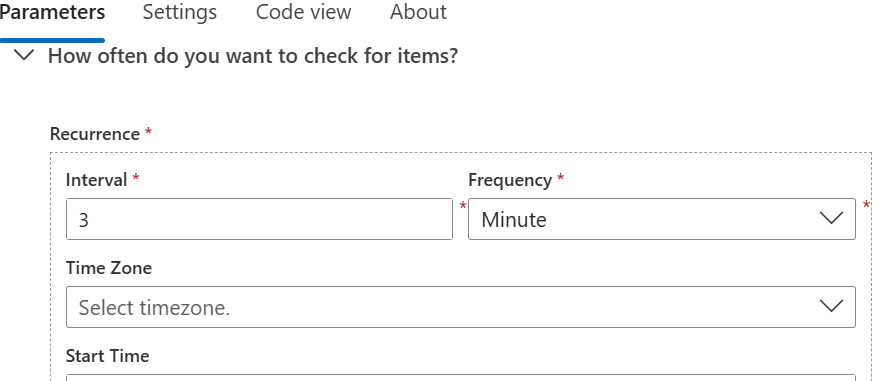 Parameters Settings Code view About
How often do you want to check for items?
Recurrence *
Interval * Frequency *
3 * Minute *
Time Zone
Select timezone.
Start Time